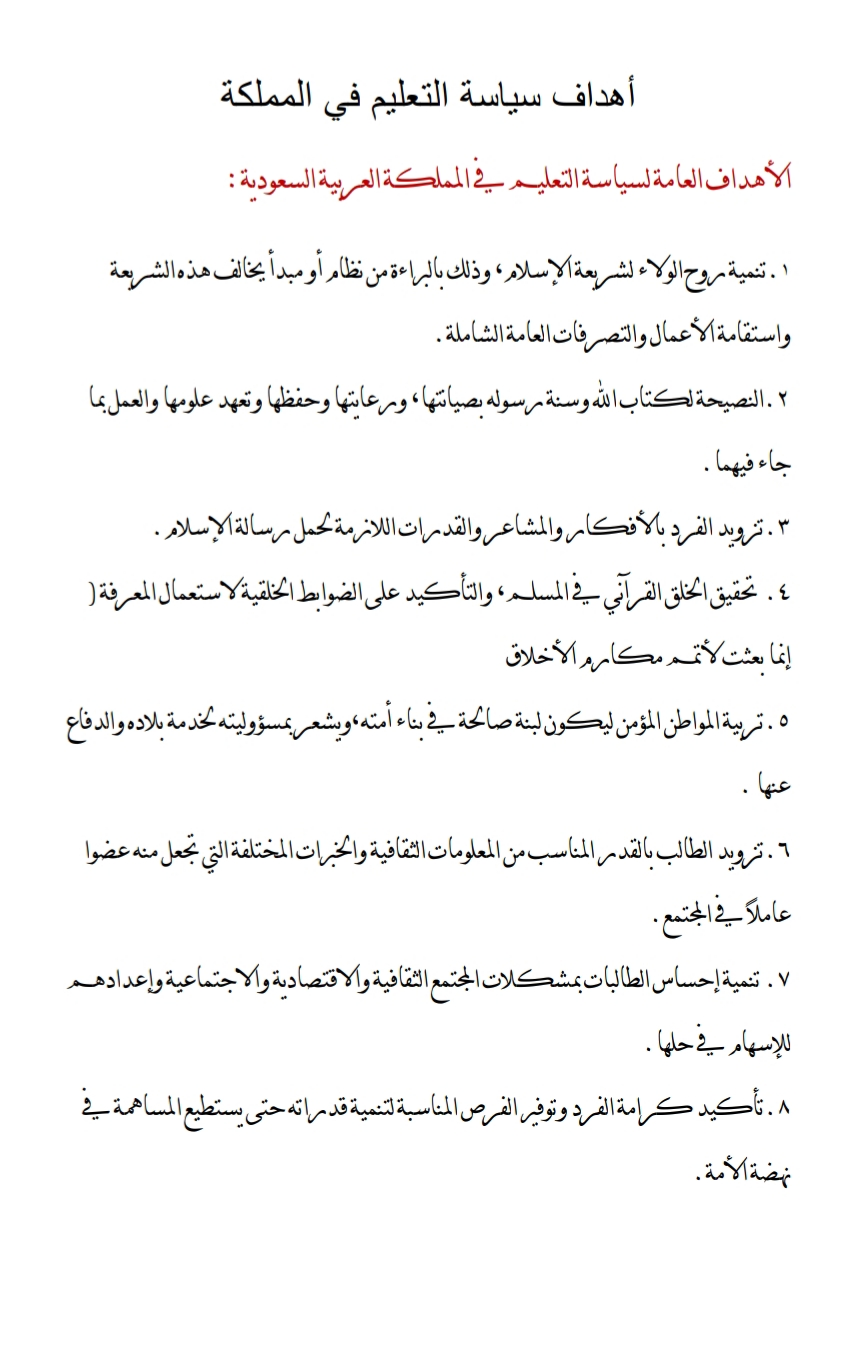 أهداف سياسة التعليم في المملكة
الأهداف العامة لسياسة التعليم في المملكة العربية السعودية :
١. تنمية روح الولاء لشريعة الإسلام، وذلك بالبراءة من نظام أو مبدأ يخالف هذه الشريعة
واستقامة الأعمال والتصرفات العامة الشاملة .
٢. النصيحة لكتاب الله وسنة رسوله بصيانتها، ورعايتها وحفظها وتعهد علومها والعمل بما
جاء فيهما .
٣. تزويد الفرد بالأفكار والمشاعر والقدرات اللازمة لحمل رسالة الإسلام .
٤. تحقيق الخلق القرآني في المسلم، والتأكيد على الضوابط الخلقية لاستعمال المعرفة (
إنما بعثت لأتمم مكارم الأخلاق
٥. تربية المواطن المؤمن ليكون لبنة صالحة في بناء أمته،ويشعر بمسؤوليته لخدمة بلاده والدفاع
عنها .
٦. تزويد الطالب بالقدر المناسب من المعلومات الثقافية والخبرات المختلفة التي تجعل منه عضوا
عاملاً في المجتمع .
٧. تنمية إحساس الطالبات بمشكلات المجتمع الثقافية والاقتصادية والاجتماعية وإعدادهم
للإسهام في حلها .
٨. تأكيد كرامة الفرد وتوفير الفرص المناسبة لتنمية قدراته حتى يستطيع المساهمة في
نهضة الأمة .